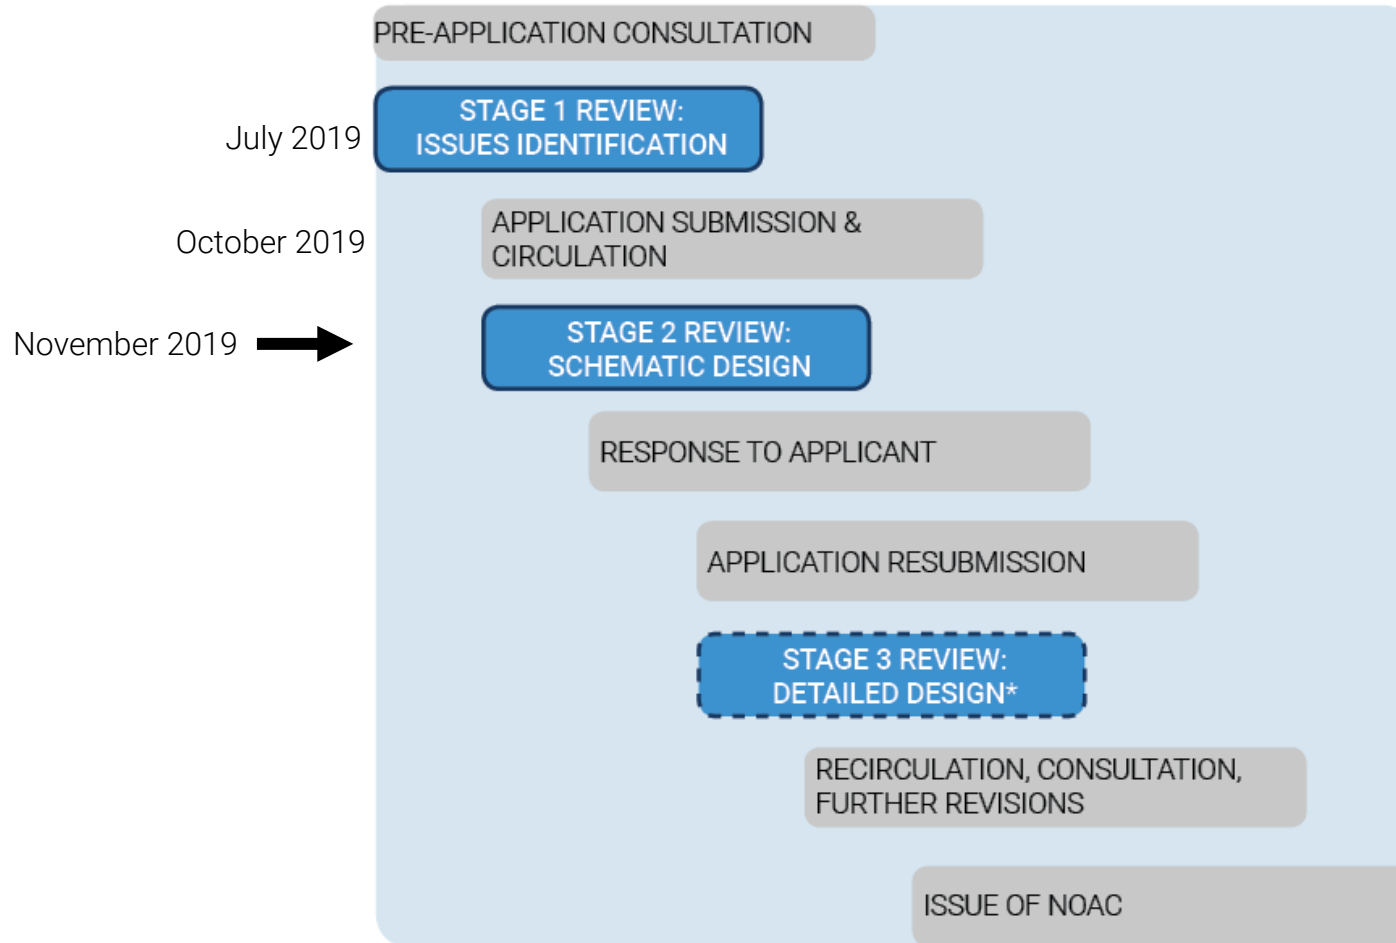 PRE-APPLICATION CONSULTATION
July 2019
STAGE 1 REVIEW:
ISSUES IDENTIFICATION
October 2019
APPLICATION SUBMISSION &
CIRCULATION
November 2019
STAGE 2 REVIEW:
SCHEMATIC DESIGN
RESPONSE TO APPLICANT
APPLICATION RESUBMISSION
STAGE 3 REVIEW:
DETAILED DESIGN*
RECIRCULATION, CONSULTATION,
FURTHER REVISIONS
ISSUE OF NOAC